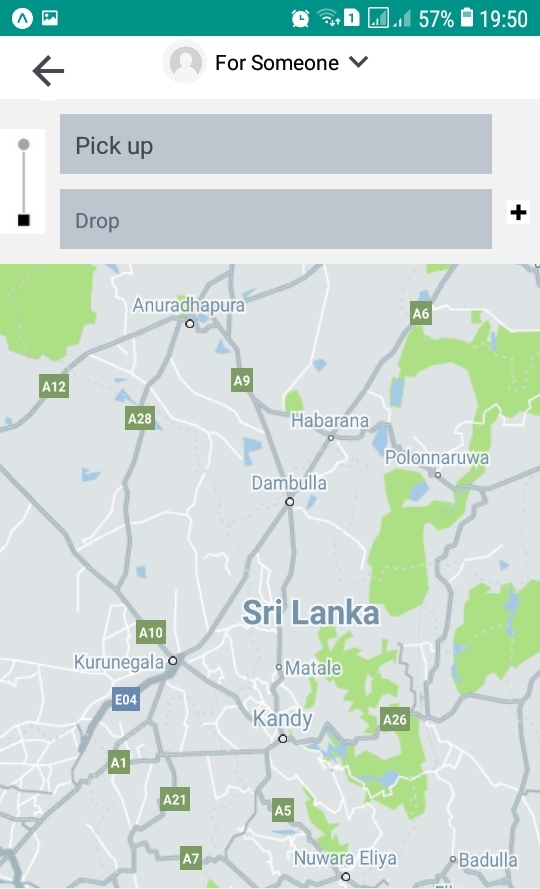 1 57% 19:50
For Someone
Pick up
Drop
Anuradhapura
A6
A12
A9
A28
Habarana
Polonnaruwa
Dambulla
Sri Lanka
A10
Kurunegala
Matale
E04
Kandy
A26
A1
A21
A5
A7
Nuwara Eliya
Badulla